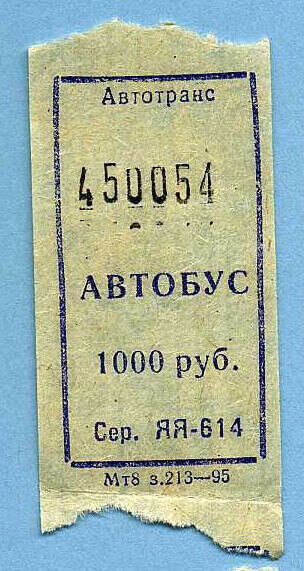 Автотранс
450054
АВТОБУС
1000 руб.
Сер. ЯЯ-614
Мт8 з.213—95